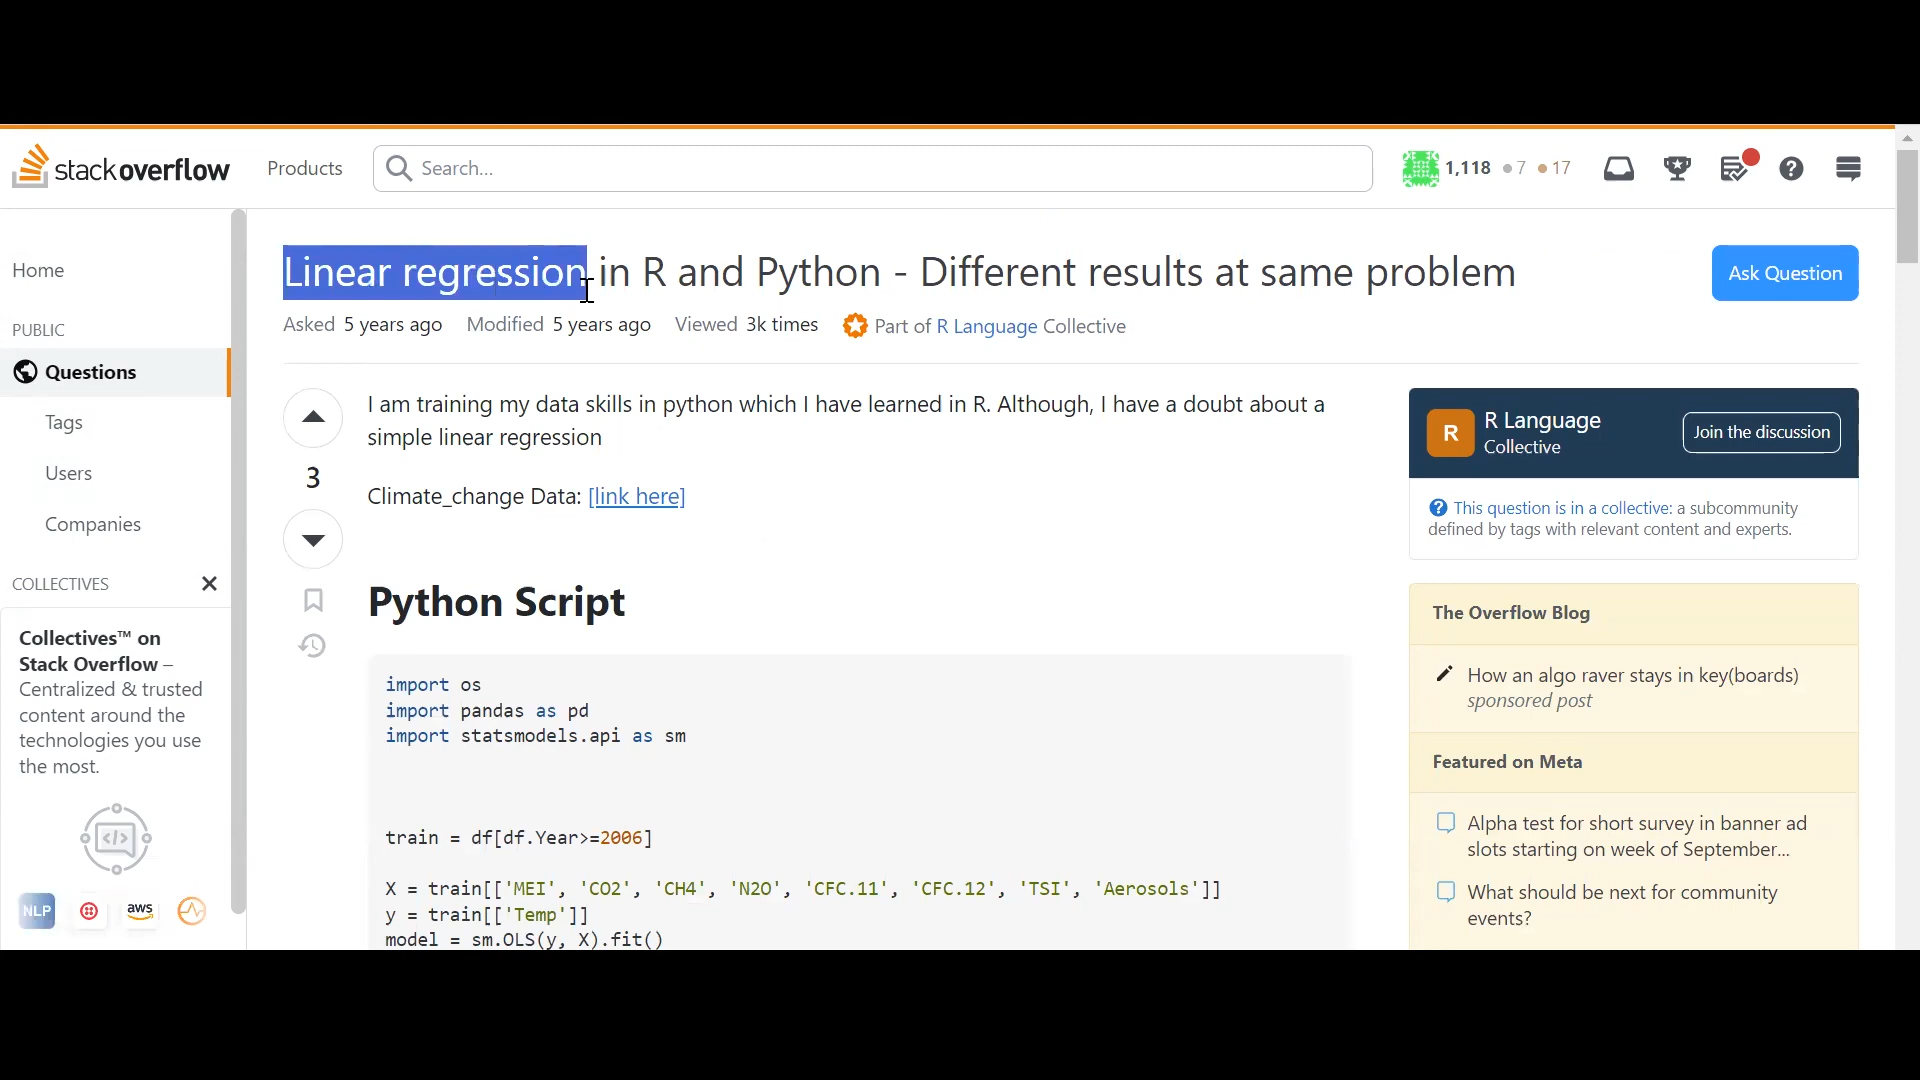 stack overflow
Products
Search...
1,118 7 17
Home
PUBLIC
Questions
Tags
Users
Companies
COLLECTIVES
Collectives™ on
Stack Overflow –
Centralized & trusted
content around the
technologies you use
the most.
</>
NLP
aws
Linear regression in R and Python - Different results at same problem
Ask Question
Asked 5 years ago Modified 5 years ago Viewed 3k times Part of R Language Collective
3
I am training my data skills in python which I have learned in R. Although, I have a doubt about a
simple linear regression
Climate_change Data: [link here]
Python Script
import os
import pandas as pd
import statsmodels.api as sm
train = df[df.Year>=2006]
X = train[['MEI', 'CO2', 'CH4', 'N2O', 'CFC.11', 'CFC.12', 'TSI', 'Aerosols']]
y = train[['Temp']]
model = sm.OLS(y, X).fit()
R
R Language
Collective
Join the discussion
This question is in a collective: a subcommunity
defined by tags with relevant content and experts.
The Overflow Blog
How an algo raver stays in key(boards)
sponsored post
Featured on Meta
Alpha test for short survey in banner ad
slots starting on week of September...
What should be next for community
events?